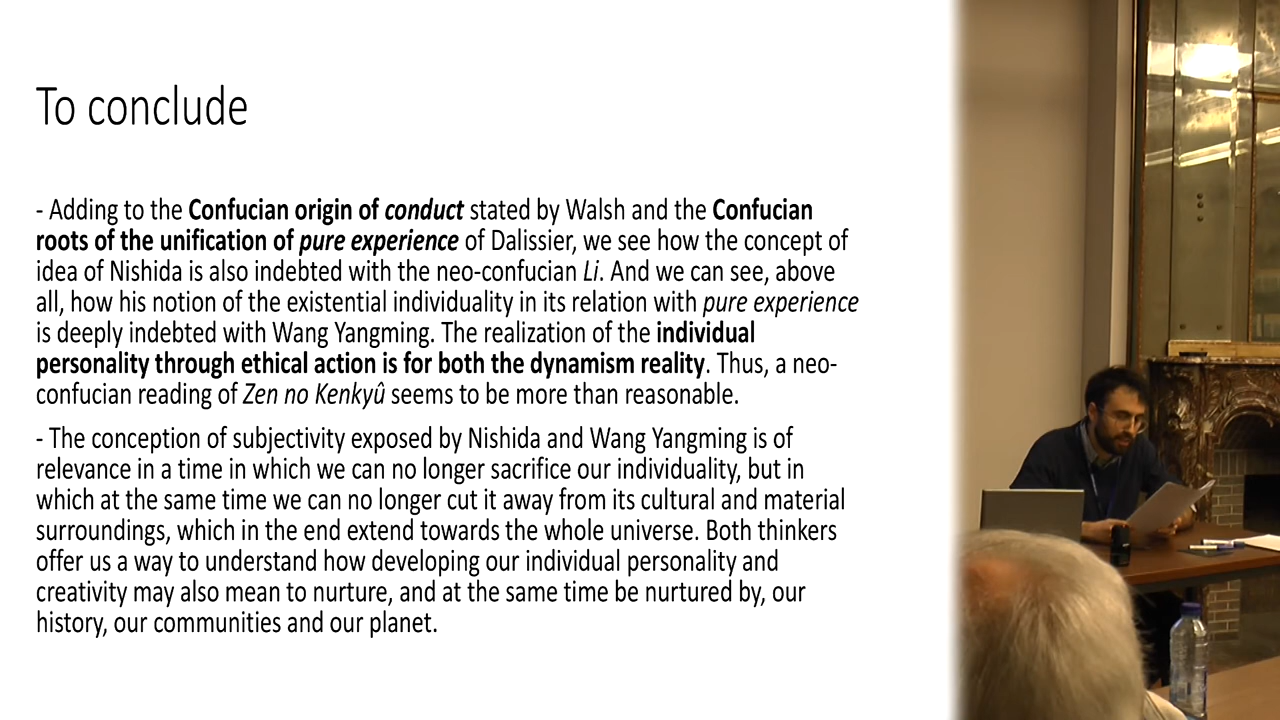 To conclude
- Adding to the Confucian origin of conduct stated by Walsh and the Confucian
roots of the unification of pure experience of Dalissier, we see how the concept of
idea of Nishida is also indebted with the neo-confucian Li. And we can see, above
all, how his notion of the existential individuality in its relation with pure experience
is deeply indebted with Wang Yangming. The realization of the individual
personality through ethical action is for both the dynamism reality. Thus, a neo-
confucian reading of Zen no Kenkyû seems to be more than reasonable.
- The conception of subjectivity exposed by Nishida and Wang Yangming is of
relevance in a time in which we can no longer sacrifice our individuality, but in
which at the same time we can no longer cut it away from its cultural and material
surroundings, which in the end extend towards the whole universe. Both thinkers
offer us a way to understand how developing our individual personality and
creativity may also mean to nurture, and at the same time be nurtured by, our
history, our communities and our planet.